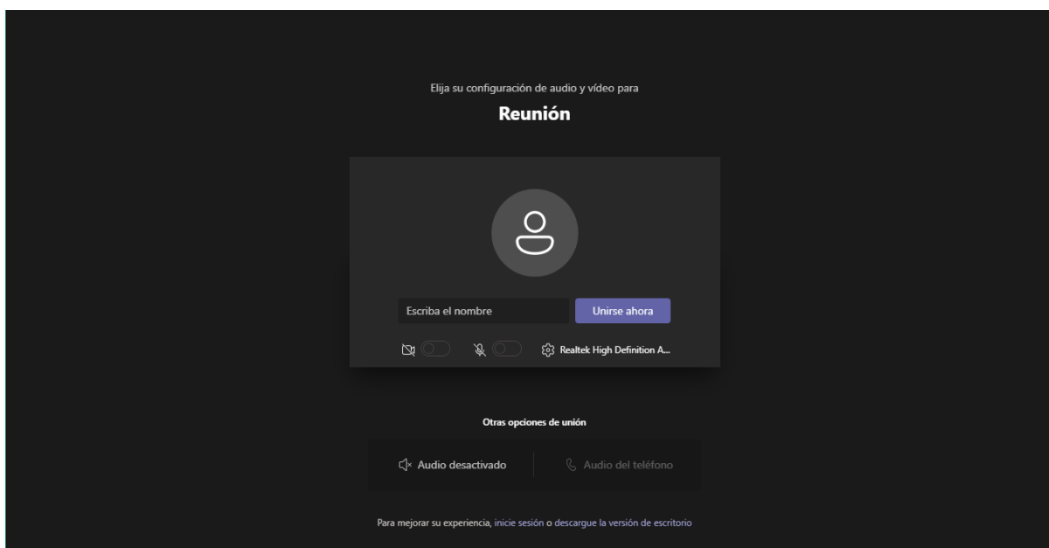 Elija su configuración de audio y vídeo para
Reunión
Escriba el nombre
Unirse ahora
Realtek High Definition A...
Otras opciones de unión
Audio desactivado
Audio del teléfono
Para mejorar su experiencia, inicie sesión o descargue la versión de escritorio